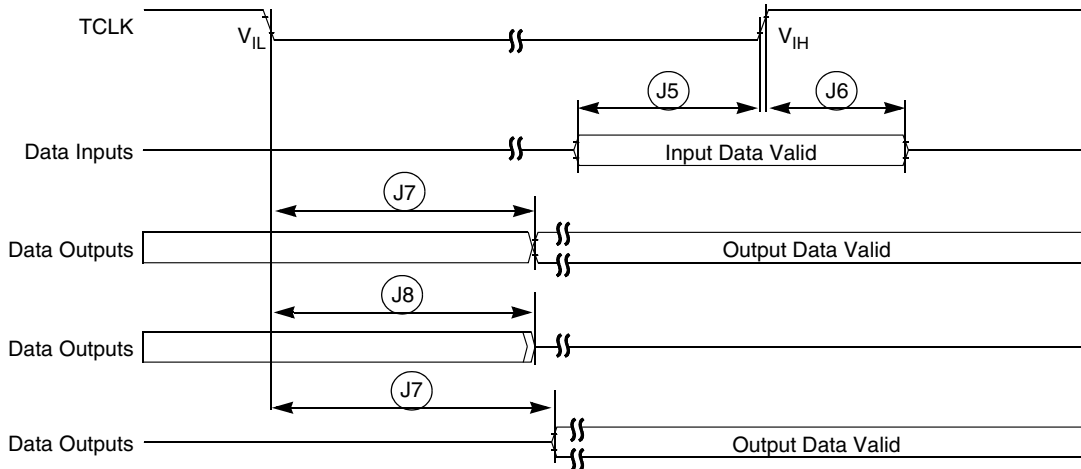 TCLK
V_IL
V_IH
J5
J6
Data Inputs
Input Data Valid
J7
Data Outputs
Output Data Valid
J8
Data Outputs
J7
Data Outputs
Output Data Valid